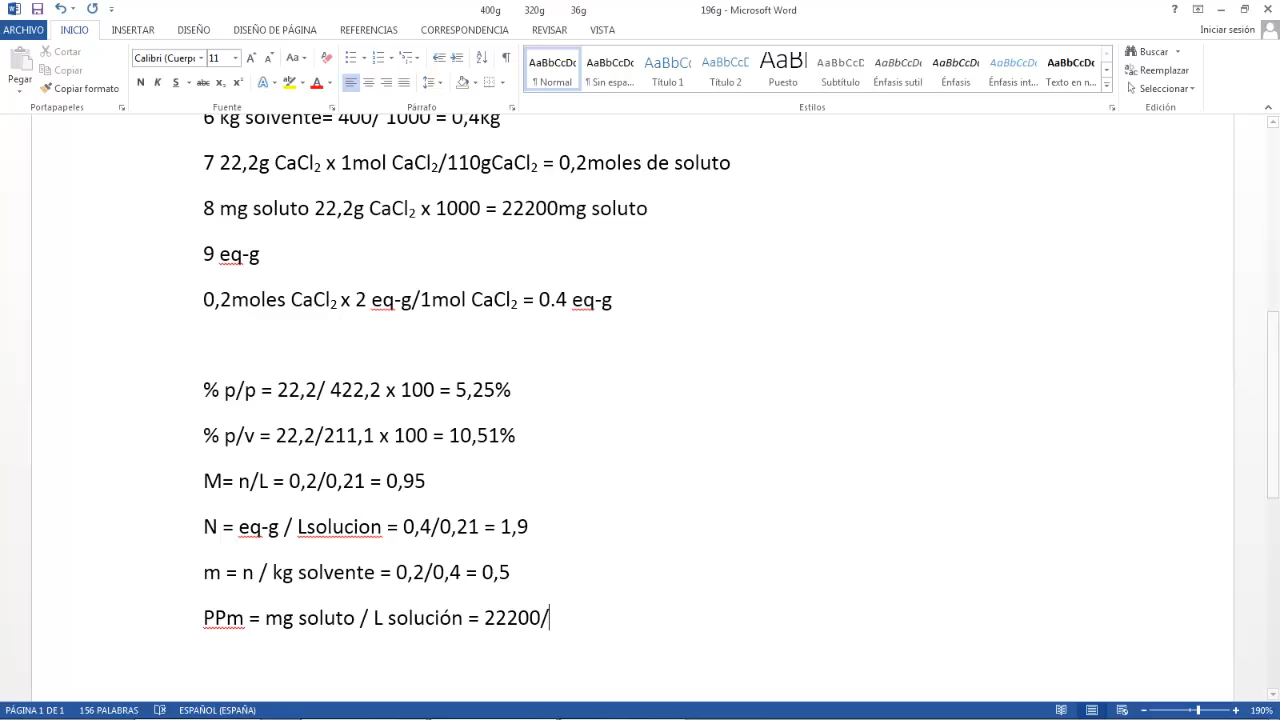 400g 320g 36g 196g - Microsoft Word
ARCHIVO INICIO INSERTAR DISEÑO DISEÑO DE PÁGINA REFERENCIAS CORRESPONDENCIA REVISAR VISTA Iniciar sesión
Pegar
Cortar
Copiar
Copiar formato
Portapapeles
Calibri (Cuerpo 11
N K S abc x₂ x²
Fuente
Párrafo
AaBbCcDc AaBbCcDc AaBbCc AaBbCcD AaB AaBbCcD AaBbCcDc AaBbCcDc AaBbCcDc AaBbCcDc
¶ Normal ¶ Sin espa... Título 1 Título 2 Puesto Subtítulo Énfasis sutil Énfasis Énfasis int... Texto en n...
Estilos
Buscar
Reemplazar
Seleccionar
Edición
6 kg solvente= 400/ 1000 = 0,4kg
7 22,2g CaCl₂ x 1mol CaCl₂/110gCaCl₂ = 0,2moles de soluto
8 mg soluto 22,2g CaCl₂ x 1000 = 22200mg soluto
9 eq-g
0,2moles CaCl₂ x 2 eq-g/1mol CaCl₂ = 0.4 eq-g
% p/p = 22,2/ 422,2 x 100 = 5,25%
% p/v = 22,2/211,1 x 100 = 10,51%
M= n/L = 0,2/0,21 = 0,95
N = eq-g / Lsolucion = 0,4/0,21 = 1,9
m = n / kg solvente = 0,2/0,4 = 0,5
PPm = mg soluto / L solución = 22200/
PÁGINA 1 DE 1 156 PALABRAS ESPAÑOL (ESPAÑA) 190%